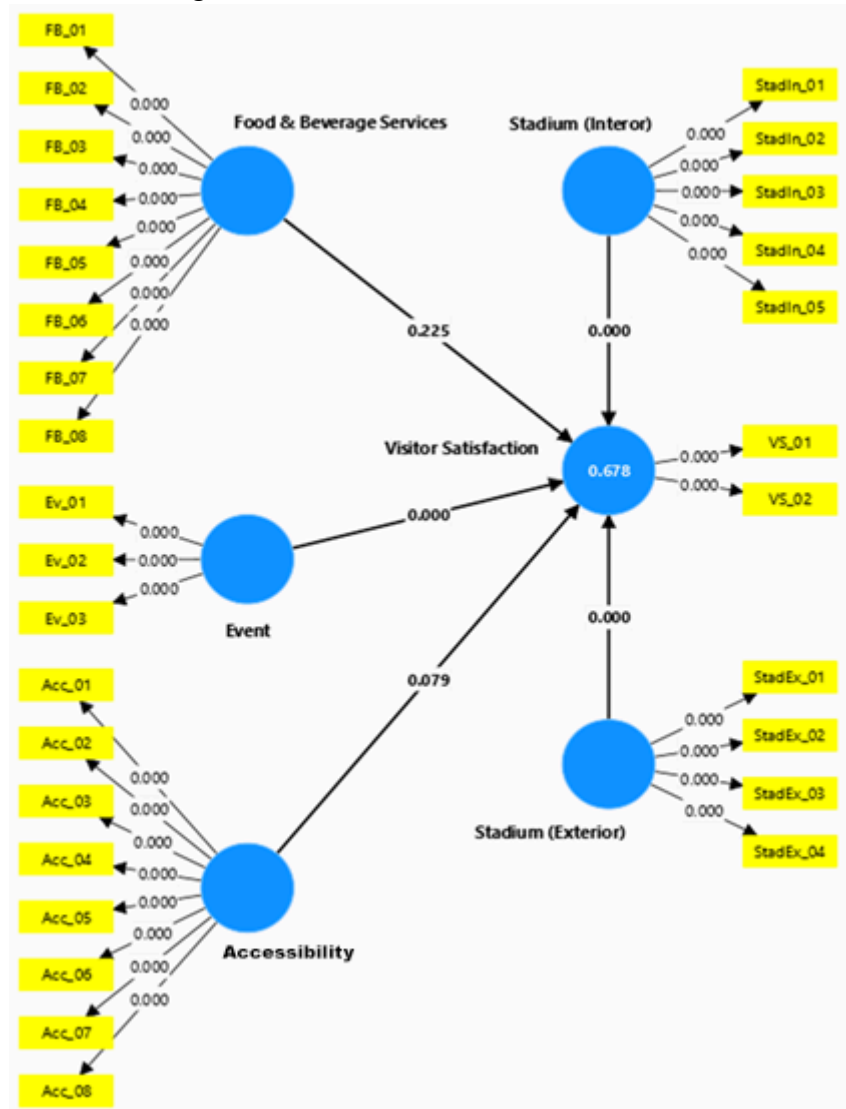 FB_01
FB_02
FB_03
FB_04
FB_05
FB_06
FB_07
FB_08
0.000
0.000
0.000
0.000
0.000
0.000
0.000
0.000
Food & Beverage Services
0.225
Stadium (Interor)
StadIn_01
StadIn_02
StadIn_03
StadIn_04
StadIn_05
0.000
0.000
0.000
0.000
0.000
0.000
Visitor Satisfaction
0.678
0.000
0.000
VS_01
VS_02
Ev_01
Ev_02
Ev_03
0.000
0.000
0.000
Event
0.000
Acc_01
Acc_02
Acc_03
Acc_04
Acc_05
Acc_06
Acc_07
Acc_08
0.000
0.000
0.000
0.000
0.000
0.000
0.000
0.000
Accessibility
0.079
0.000
Stadium (Exterior)
0.000
0.000
0.000
0.000
StadEx_01
StadEx_02
StadEx_03
StadEx_04